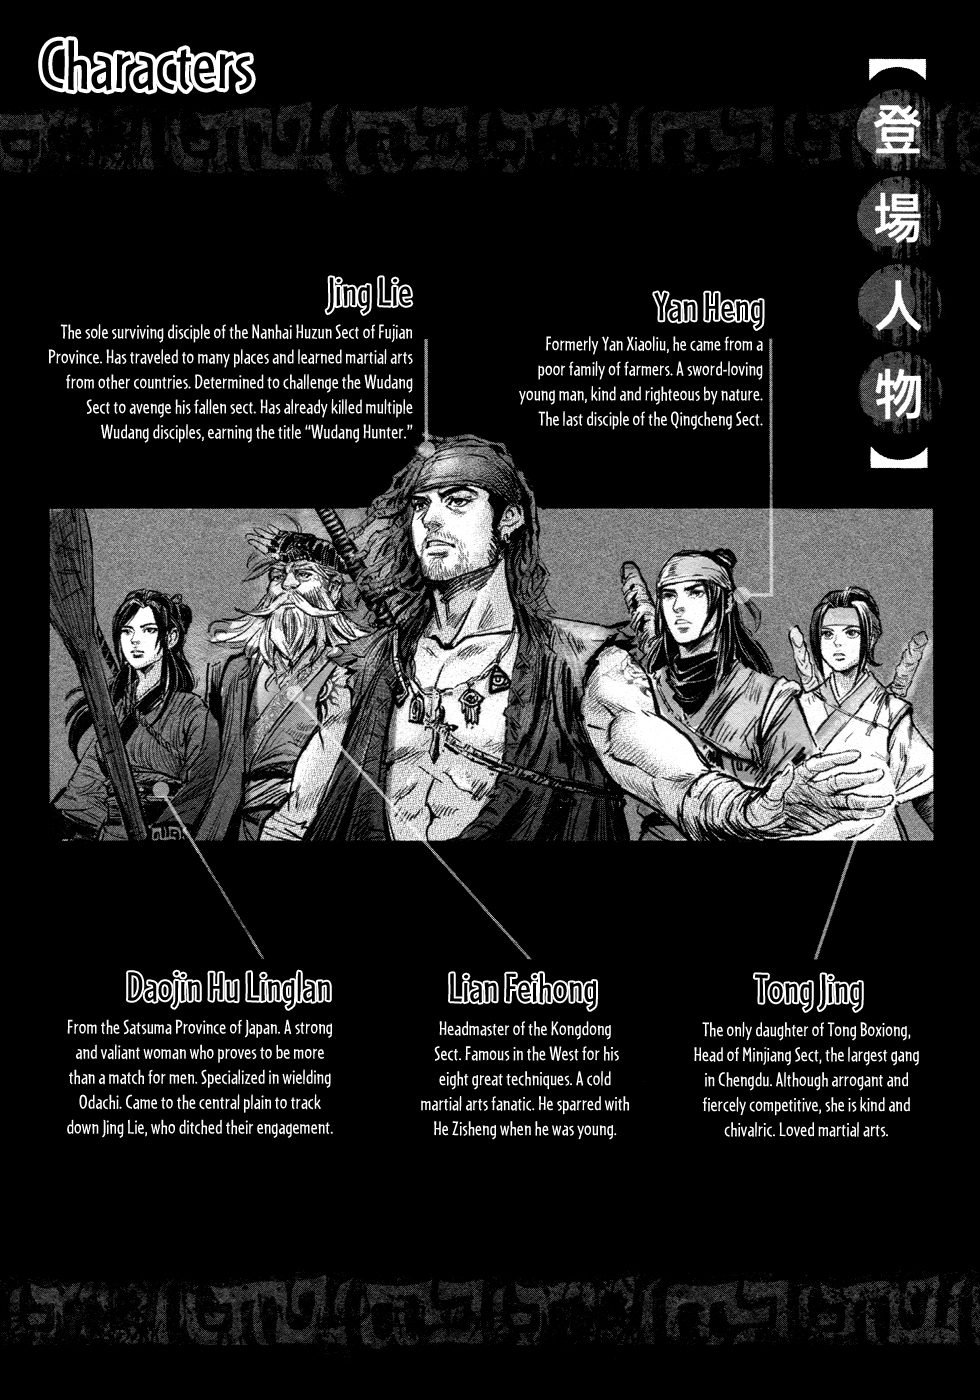 Characters
【登場人物】
Jing Lie
The sole surviving disciple of the Nanhai Huzun Sect of Fujian
Province. Has traveled to many places and learned martial arts
from other countries. Determined to challenge the Wudang
Sect to avenge his fallen sect. Has already killed multiple
Wudang disciples, earning the title “Wudang Hunter.”
Yan Heng
Formerly Yan Xiaoliu, he came from a
poor family of farmers. A sword-loving
young man, kind and righteous by nature.
The last disciple of the Qingcheng Sect.
Daojin Hu Linglan
From the Satsuma Province of Japan. A strong
and valiant woman who proves to be more
than a match for men. Specialized in wielding
Odachi. Came to the central plain to track
down Jing Lie, who ditched their engagement.
Lian Feihong
Headmaster of the Kongdong
Sect. Famous in the West for his
eight great techniques. A cold
martial arts fanatic. He sparred with
He Zisheng when he was young.
Tong Jing
The only daughter of Tong Boxiong,
Head of Minjiang Sect, the largest gang
in Chengdu. Although arrogant and
fiercely competitive, she is kind and
chivalric. Loved martial arts.